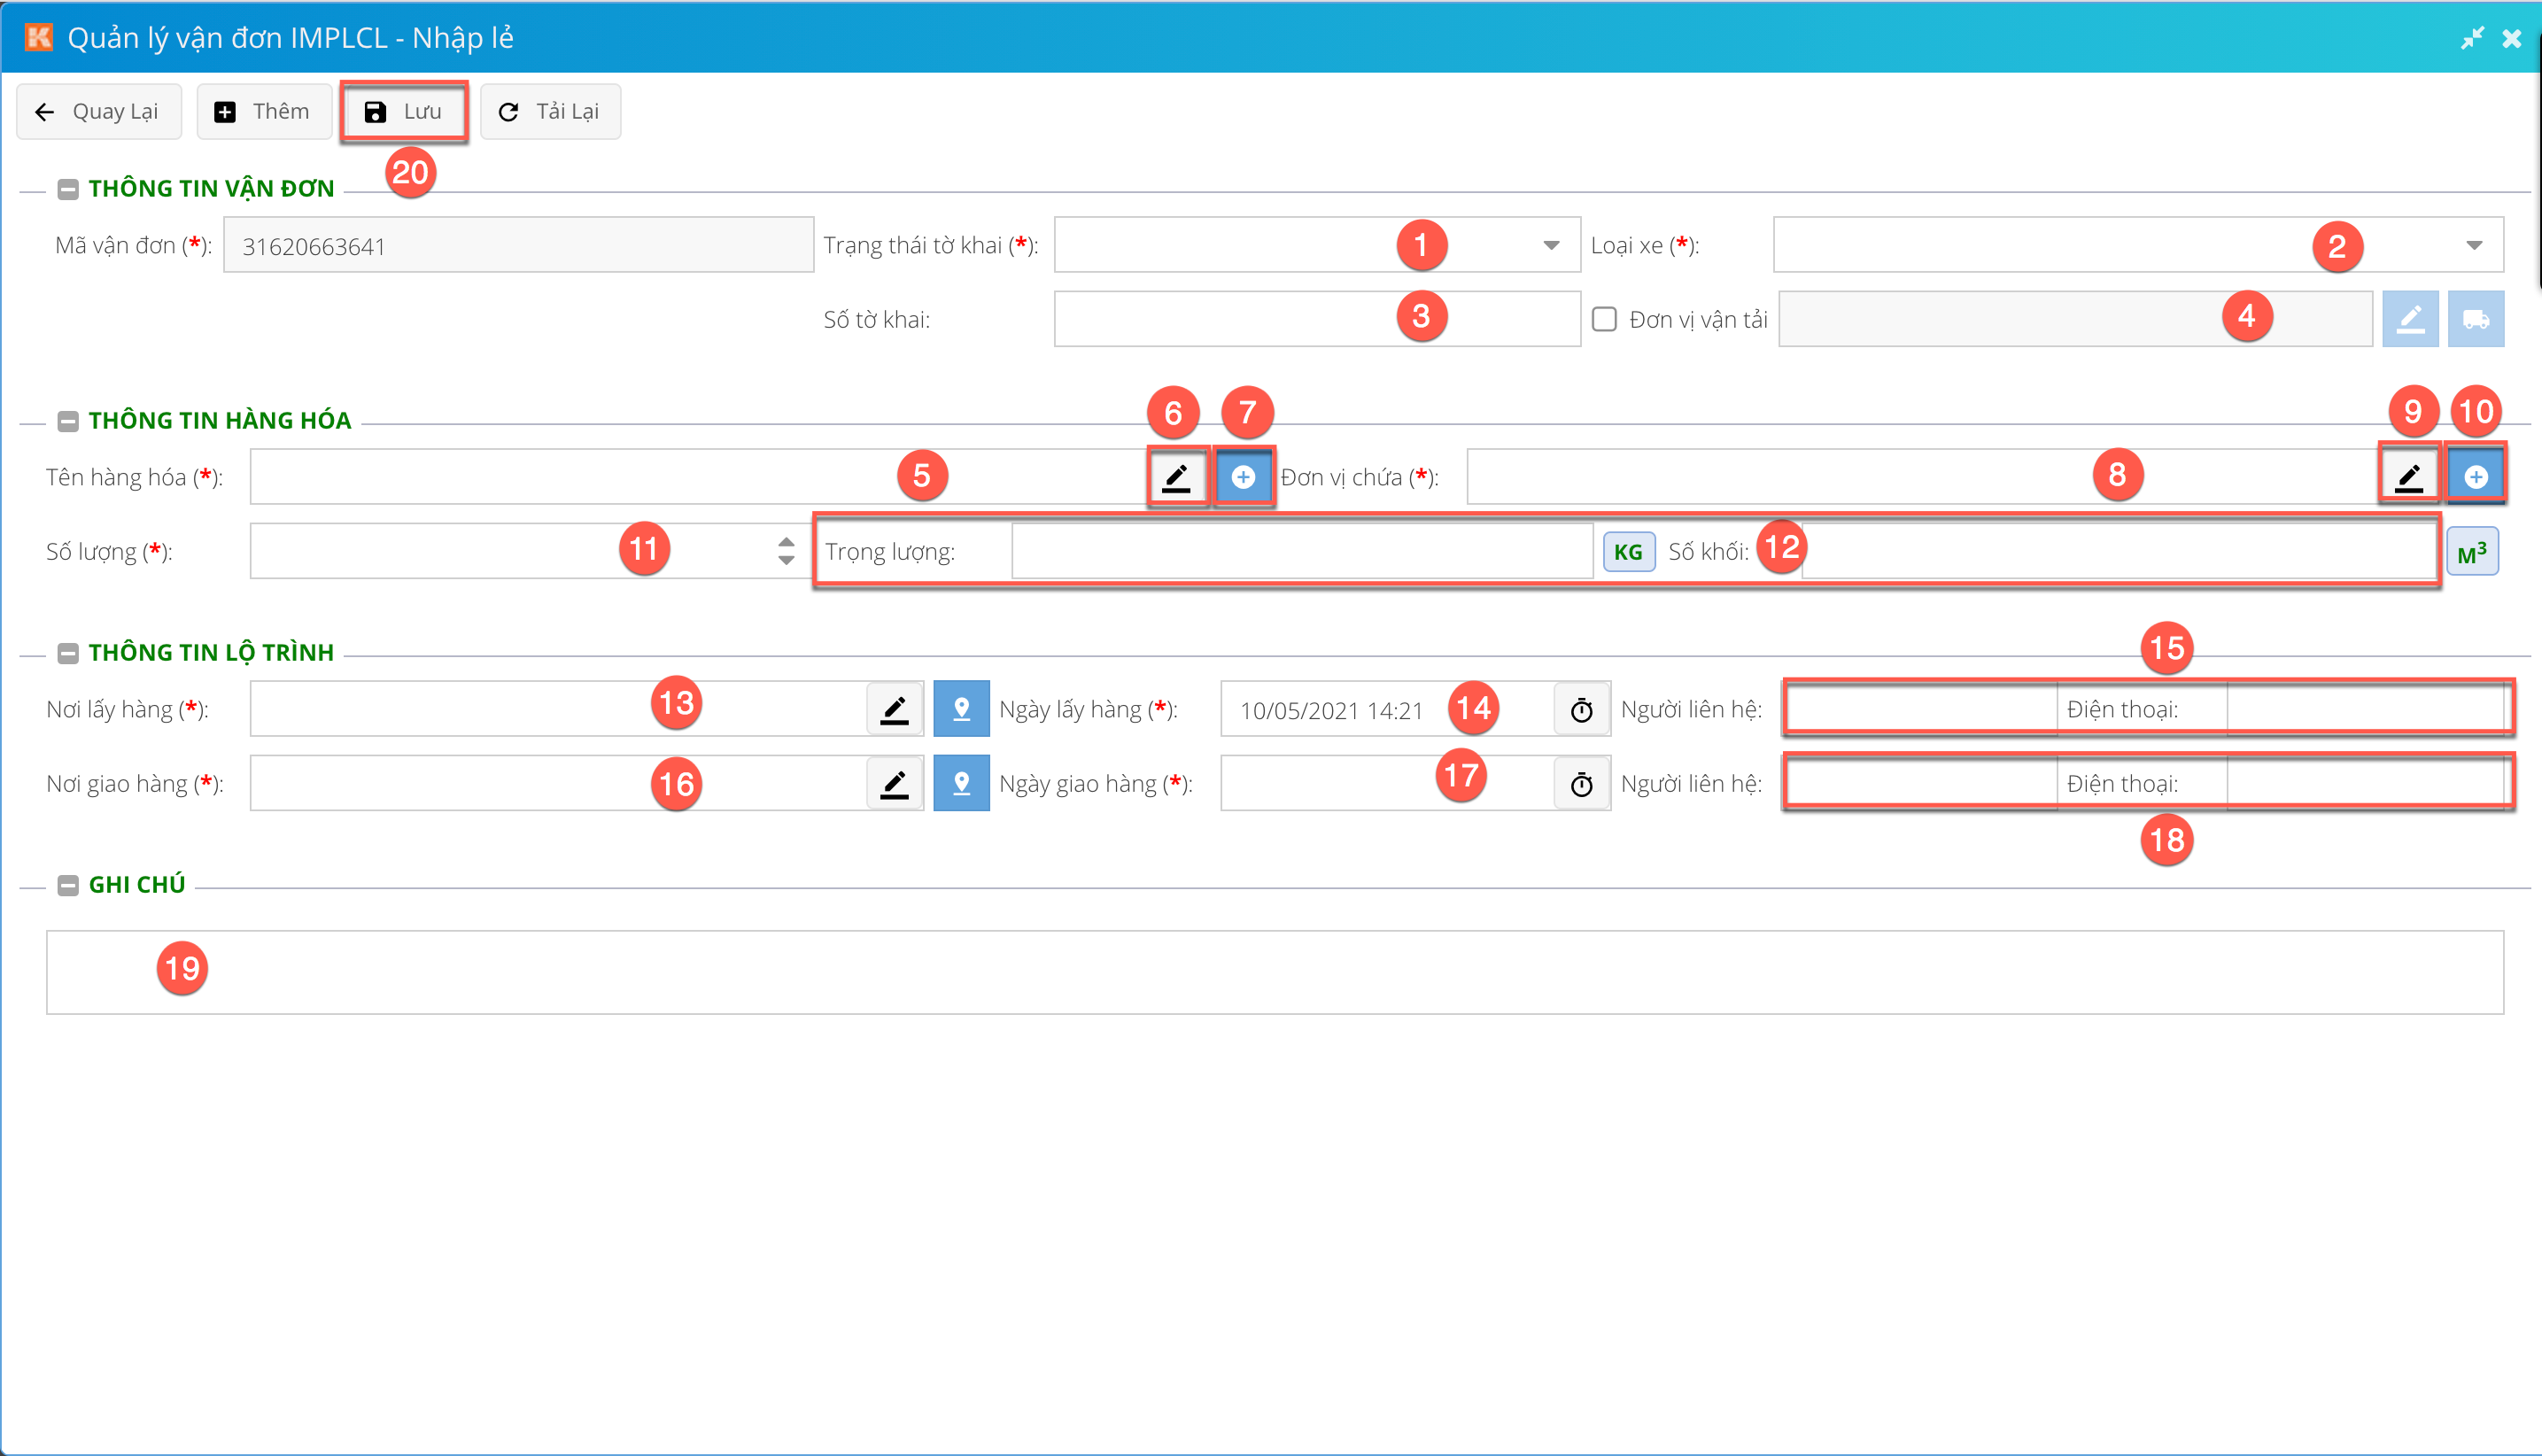 K Quản lý vận đơn IMPLCL - Nhập lẻ
Quay Lại Thêm Lưu Tải Lại
20
THÔNG TIN VẬN ĐƠN
Mã vận đơn (*): 31620663641 Trạng thái tờ khai (*): 1 Loại xe (*): 2
Số tờ khai: 3 Đơn vị vận tải 4
6 7 9 10
THÔNG TIN HÀNG HÓA
Tên hàng hóa (*): 5 Đơn vị chứa (*): 8
Số lượng (*): 11 Trọng lượng: KG Số khối: 12 M³
15
THÔNG TIN LỘ TRÌNH
Nơi lấy hàng (*): 13 Ngày lấy hàng (*): 10/05/2021 14:21 14 Người liên hệ: Điện thoại:
Nơi giao hàng (*): 16 Ngày giao hàng (*): 17 Người liên hệ: Điện thoại:
18
GHI CHÚ
19